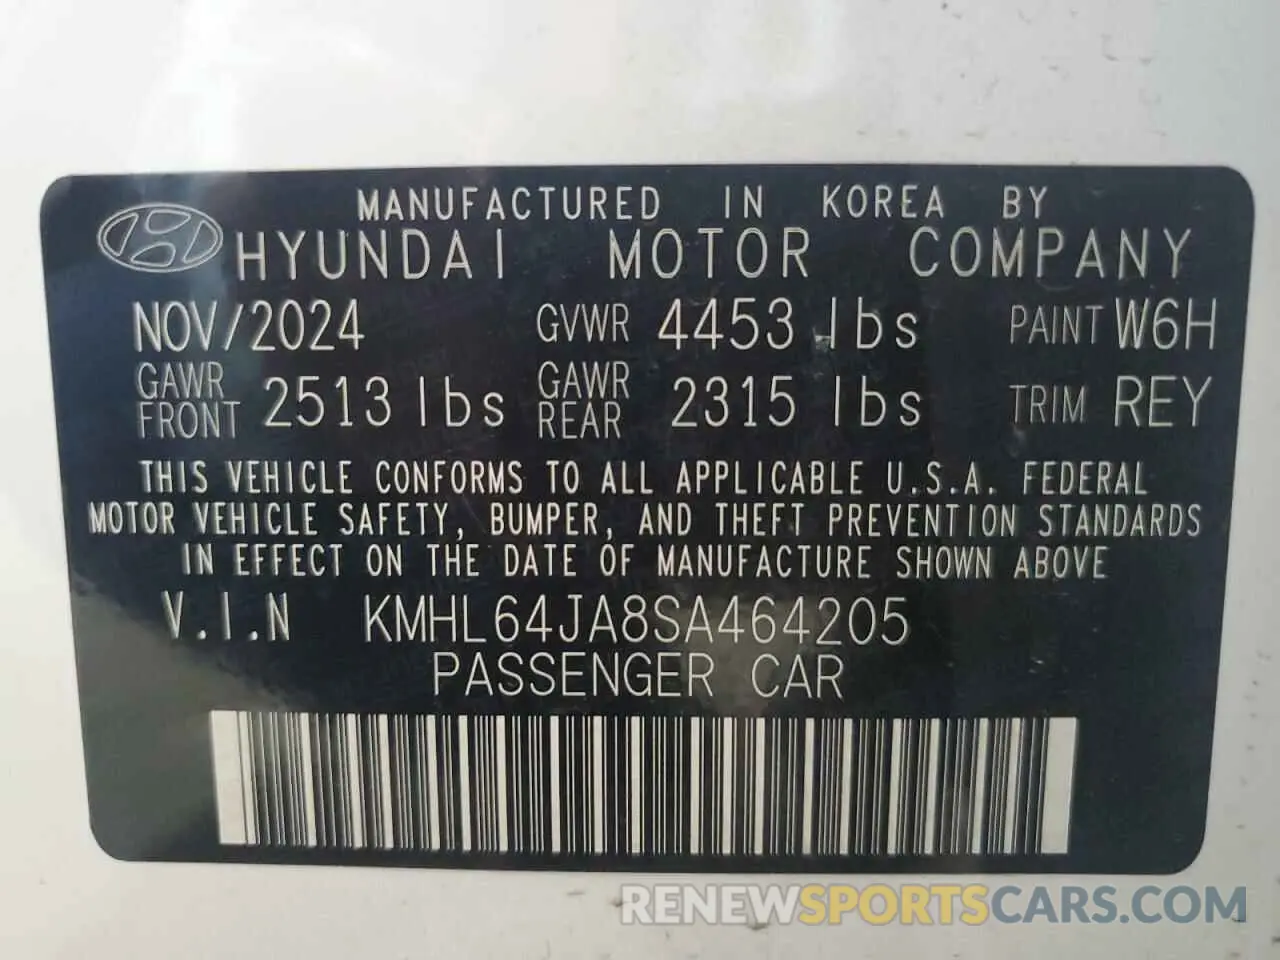 MANUFACTURED IN KOREA BY
HYUNDAI MOTOR COMPANY
NOV/2024 GVWR 4453 lbs PAINT W6H
GAWR FRONT 2513 lbs GAWR REAR 2315 lbs TRIM REY
THIS VEHICLE CONFORMS TO ALL APPLICABLE U.S.A. FEDERAL
MOTOR VEHICLE SAFETY, BUMPER, AND THEFT PREVENTION STANDARDS
IN EFFECT ON THE DATE OF MANUFACTURE SHOWN ABOVE
V.I.N KMHL64JA8SA464205
PASSENGER CAR
RENEWSPORTSCARS.COM